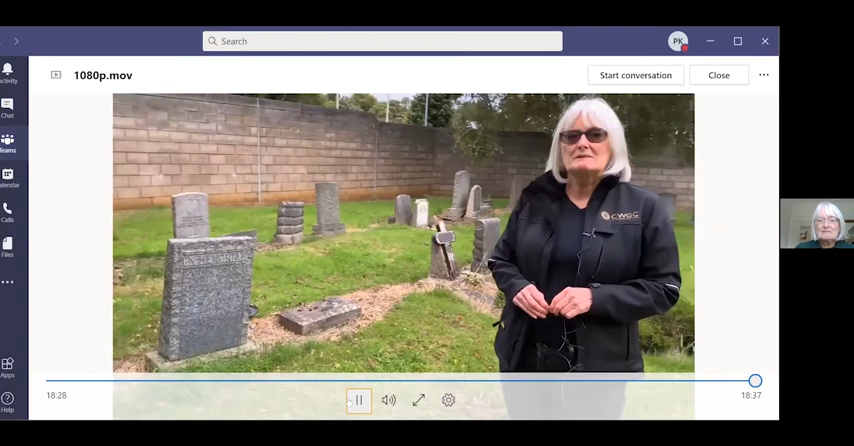 Search
PK
1080p.mov
Start conversation
Close
Activity
Chat
Teams
Calendar
Calls
Files
Apps
Help
CWGC
18:28
18:37